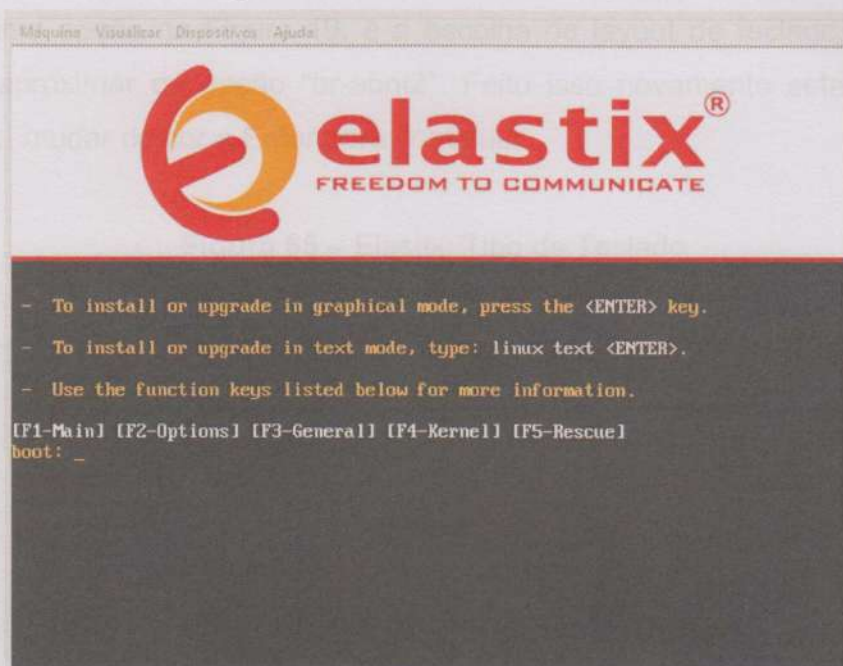 Máquina Visualizar Dispositivos Ajuda
elastix®
FREEDOM TO COMMUNICATE
- To install or upgrade in graphical mode, press the <ENTER> key.
- To install or upgrade in text mode, type: linux text <ENTER>.
- Use the function keys listed below for more information.
[F1-Main] [F2-Options] [F3-General] [F4-Kernel] [F5-Rescue]
boot: _